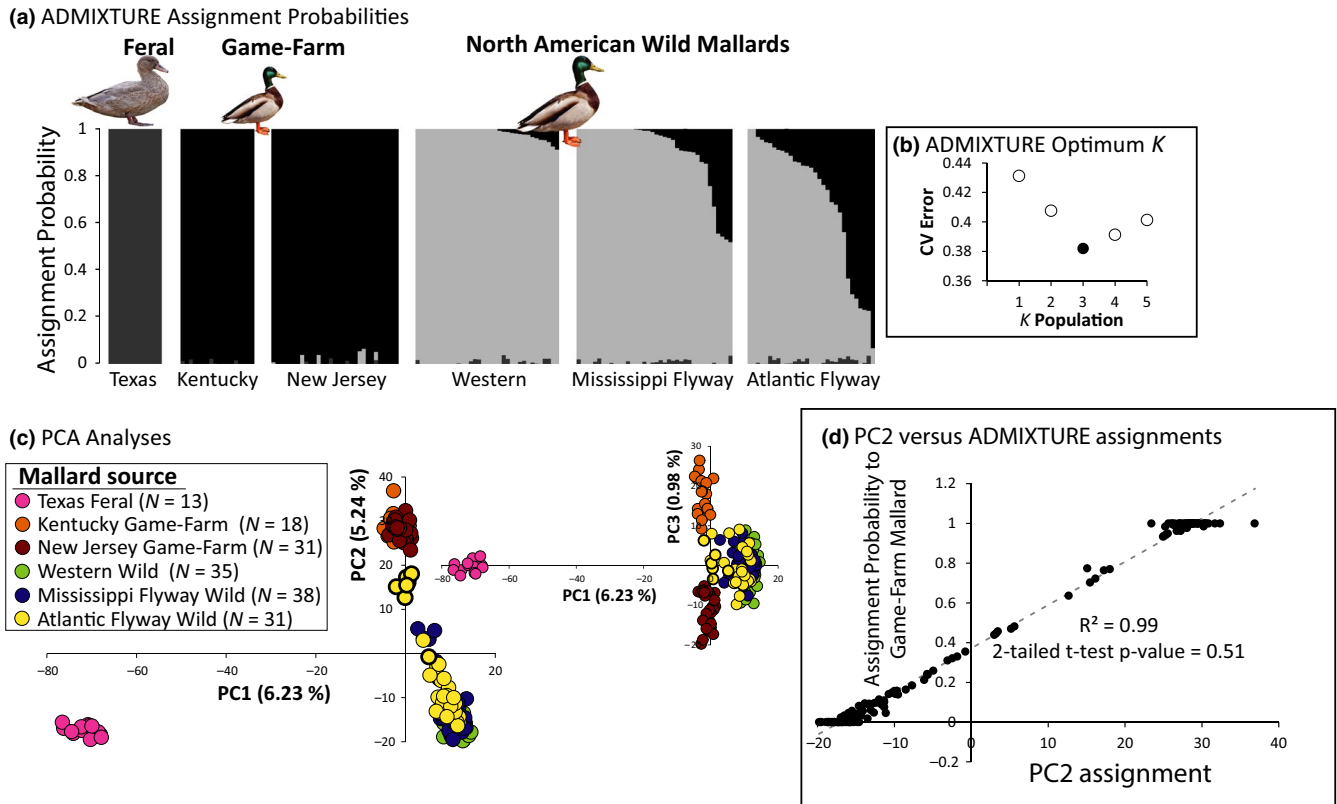 (a) ADMIXTURE Assignment Probabilities
Feral
Game-Farm
North American Wild Mallards
Assignment Probability
1
0.8
0.6
0.4
0.2
0
Texas
Kentucky
New Jersey
Western
Mississippi Flyway
Atlantic Flyway
(b) ADMIXTURE Optimum K
CV Error
0.44
0.42
0.4
0.38
0.36
1 2 3 4 5
K Population
(c) PCA Analyses
Mallard source
Texas Feral (N = 13)
Kentucky Game-Farm (N = 18)
New Jersey Game-Farm (N = 31)
Western Wild (N = 35)
Mississippi Flyway Wild (N = 38)
Atlantic Flyway Wild (N = 31)
PC2 (5.24 %)
40
20
10
−10
−20
−80 −60 −40 −20 20
PC1 (6.23 %)
PC3 (0.98 %)
30
20
10
−10
−20
−80 −60 −40 −20 20
PC1 (6.23 %)
(d) PC2 versus ADMIXTURE assignments
Assignment Probability to
Game-Farm Mallard
1.2
1
0.8
0.6
0.4
0.2
0
−0.2
R² = 0.99
2-tailed t-test p-value = 0.51
−20 −10 0 10 20 30 40
PC2 assignment